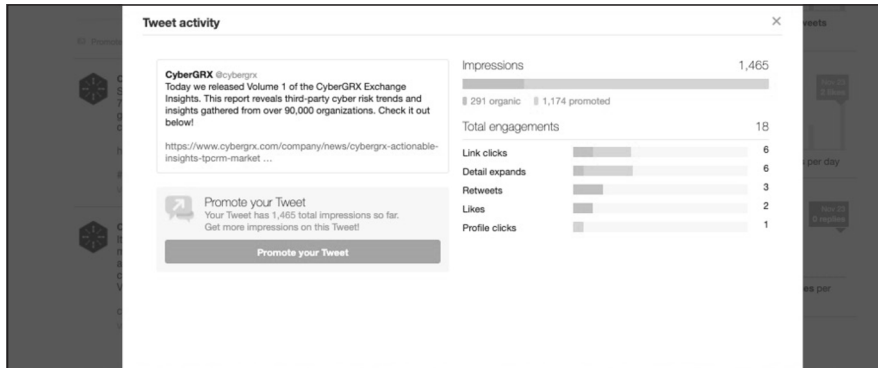 Tweet activity
×
CyberGRX @cybergrx
Today we released Volume 1 of the CyberGRX Exchange
Insights. This report reveals third-party cyber risk trends and
insights gathered from over 90,000 organizations. Check it out
below!
https://www.cybergrx.com/company/news/cybergrx-actionable-
insights-tpcrm-market ...
Promote your Tweet
Your Tweet has 1,465 total impressions so far.
Get more impressions on this Tweet!
Promote your Tweet
Impressions 1,465
291 organic 1,174 promoted
Total engagements 18
Link clicks 6
Detail expands 6
Retweets 3
Likes 2
Profile clicks 1